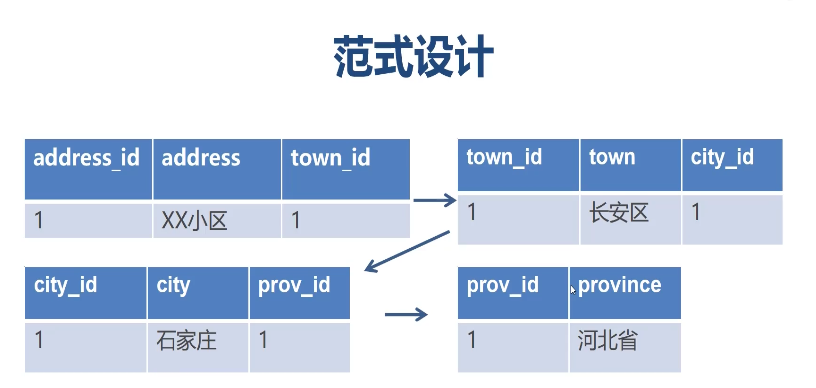 范式设计
address_id address town_id
1 XX小区 1
town_id town city_id
1 长安区 1
city_id city prov_id
1 石家庄 1
prov_id province
1 河北省